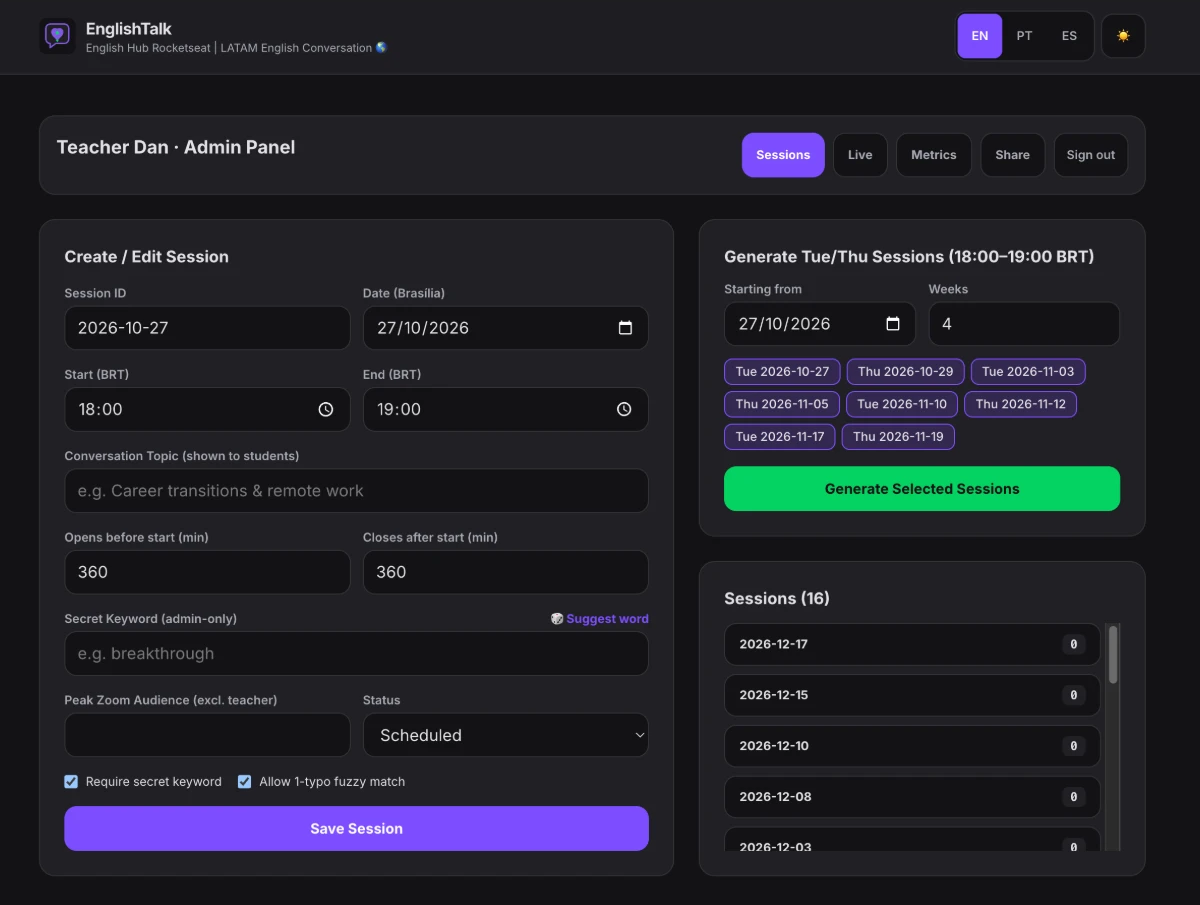 EnglishTalk
English Hub Rocketseat | LATAM English Conversation 🌎
EN PT ES ☀️
Teacher Dan · Admin Panel
Sessions Live Metrics Share Sign out
Create / Edit Session
Session ID Date (Brasília)
2026-10-27 27/10/2026
Start (BRT) End (BRT)
18:00 19:00
Conversation Topic (shown to students)
e.g. Career transitions & remote work
Opens before start (min) Closes after start (min)
360 360
Secret Keyword (admin-only) 🎲 Suggest word
e.g. breakthrough
Peak Zoom Audience (excl. teacher) Status
Scheduled
Require secret keyword Allow 1-typo fuzzy match
Save Session
Generate Tue/Thu Sessions (18:00–19:00 BRT)
Starting from Weeks
27/10/2026 4
Tue 2026-10-27 Thu 2026-10-29 Tue 2026-11-03
Thu 2026-11-05 Tue 2026-11-10 Thu 2026-11-12
Tue 2026-11-17 Thu 2026-11-19
Generate Selected Sessions
Sessions (16)
2026-12-17 0
2026-12-15 0
2026-12-10 0
2026-12-08 0
2026-12-03 0